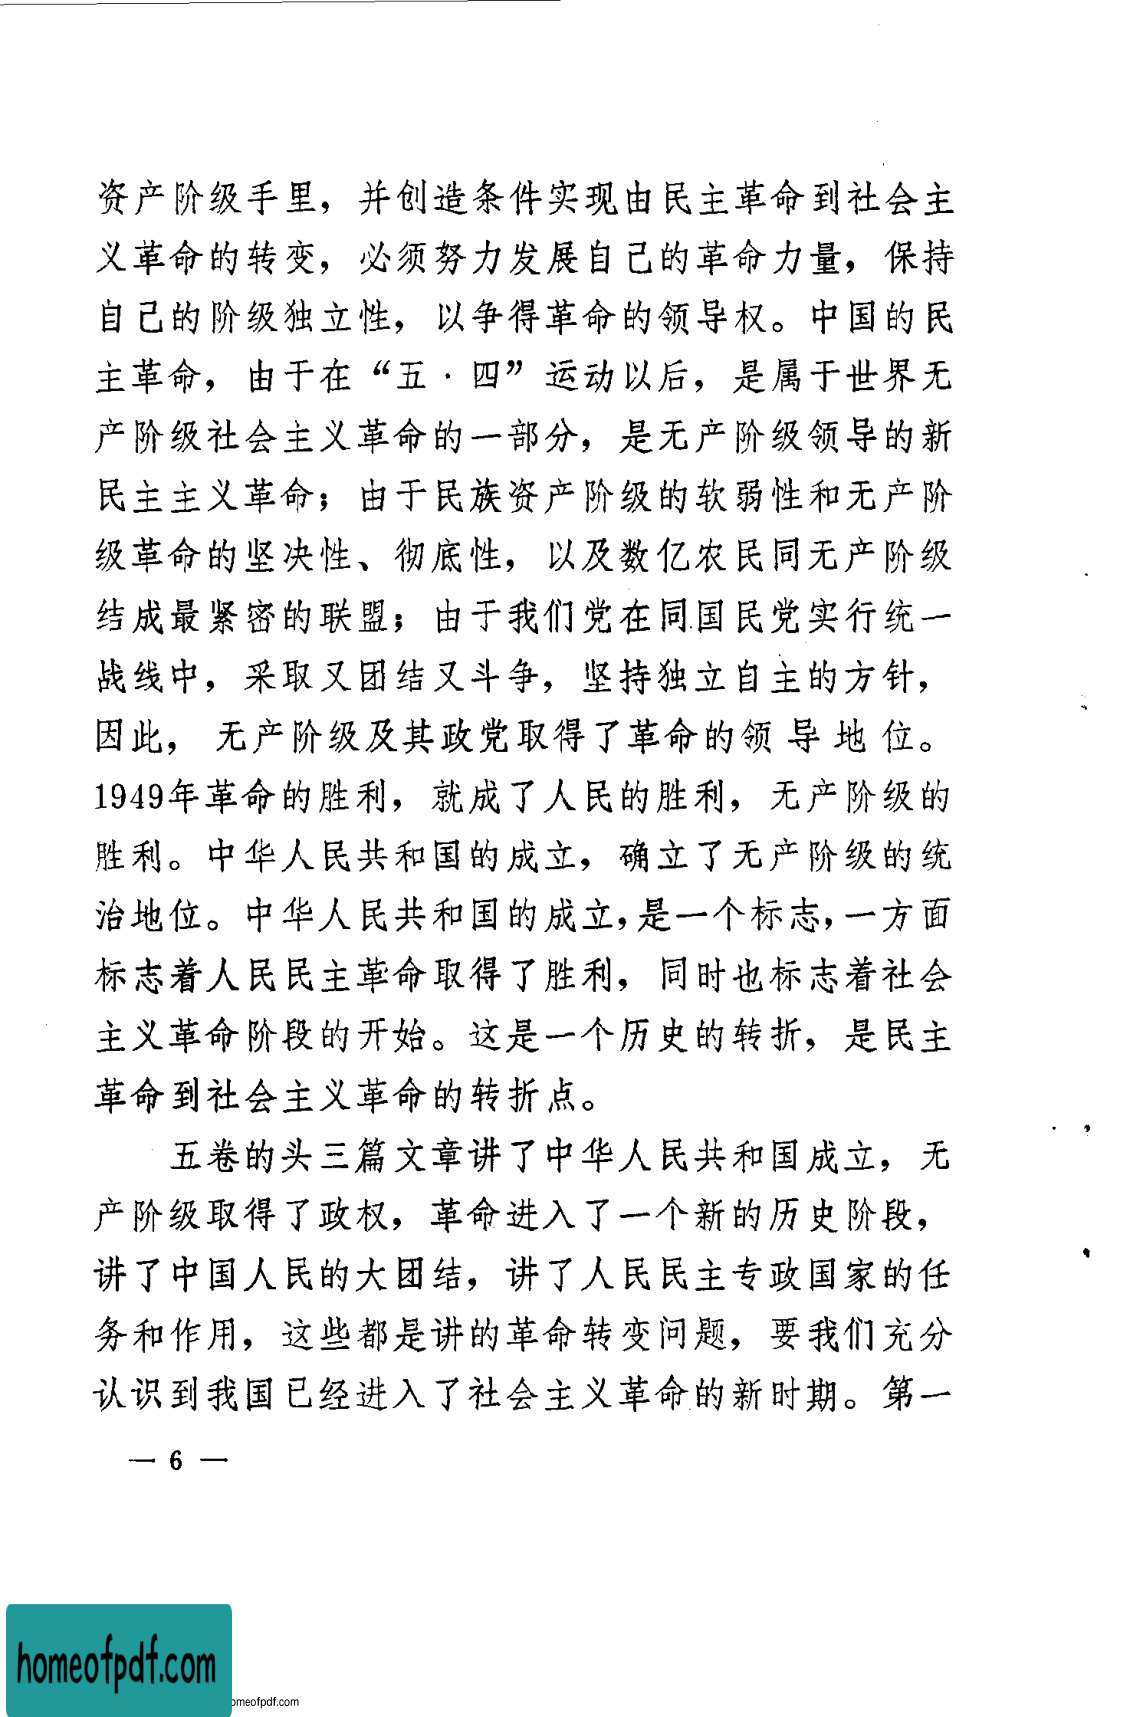 资产阶级手里，并创造条件实现由民主革命到社会主
义革命的转变，必须努力发展自己的革命力量，保持
自己的阶级独立性，以争得革命的领导权。中国的民
主革命，由于在“五·四”运动以后，是属于世界无
产阶级社会主义革命的一部分，是无产阶级领导的新
民主主义革命；由于民族资产阶级的软弱性和无产阶
级革命的坚决性、彻底性，以及数亿农民同无产阶级
结成最紧密的联盟；由于我们党在同国民党实行统一
战线中，采取又团结又斗争，坚持独立自主的方针，
因此，无产阶级及其政党取得了革命的领导地位。
1949年革命的胜利，就成了人民的胜利，无产阶级的
胜利。中华人民共和国的成立，确立了无产阶级的统
治地位。中华人民共和国的成立，是一个标志，一方面
标志着人民民主革命取得了胜利，同时也标志着社会
主义革命阶段的开始。这是一个历史的转折，是民主
革命到社会主义革命的转折点。
五卷的头三篇文章讲了中华人民共和国成立，无
产阶级取得了政权，革命进入了一个新的历史阶段，
讲了中国人民的大团结，讲了人民民主专政国家的任
务和作用，这些都是讲的革命转变问题，要我们充分
认识到我国已经进入了社会主义革命的新时期。第一
— 6 —
homeofpdf.com
omeofpdf.com